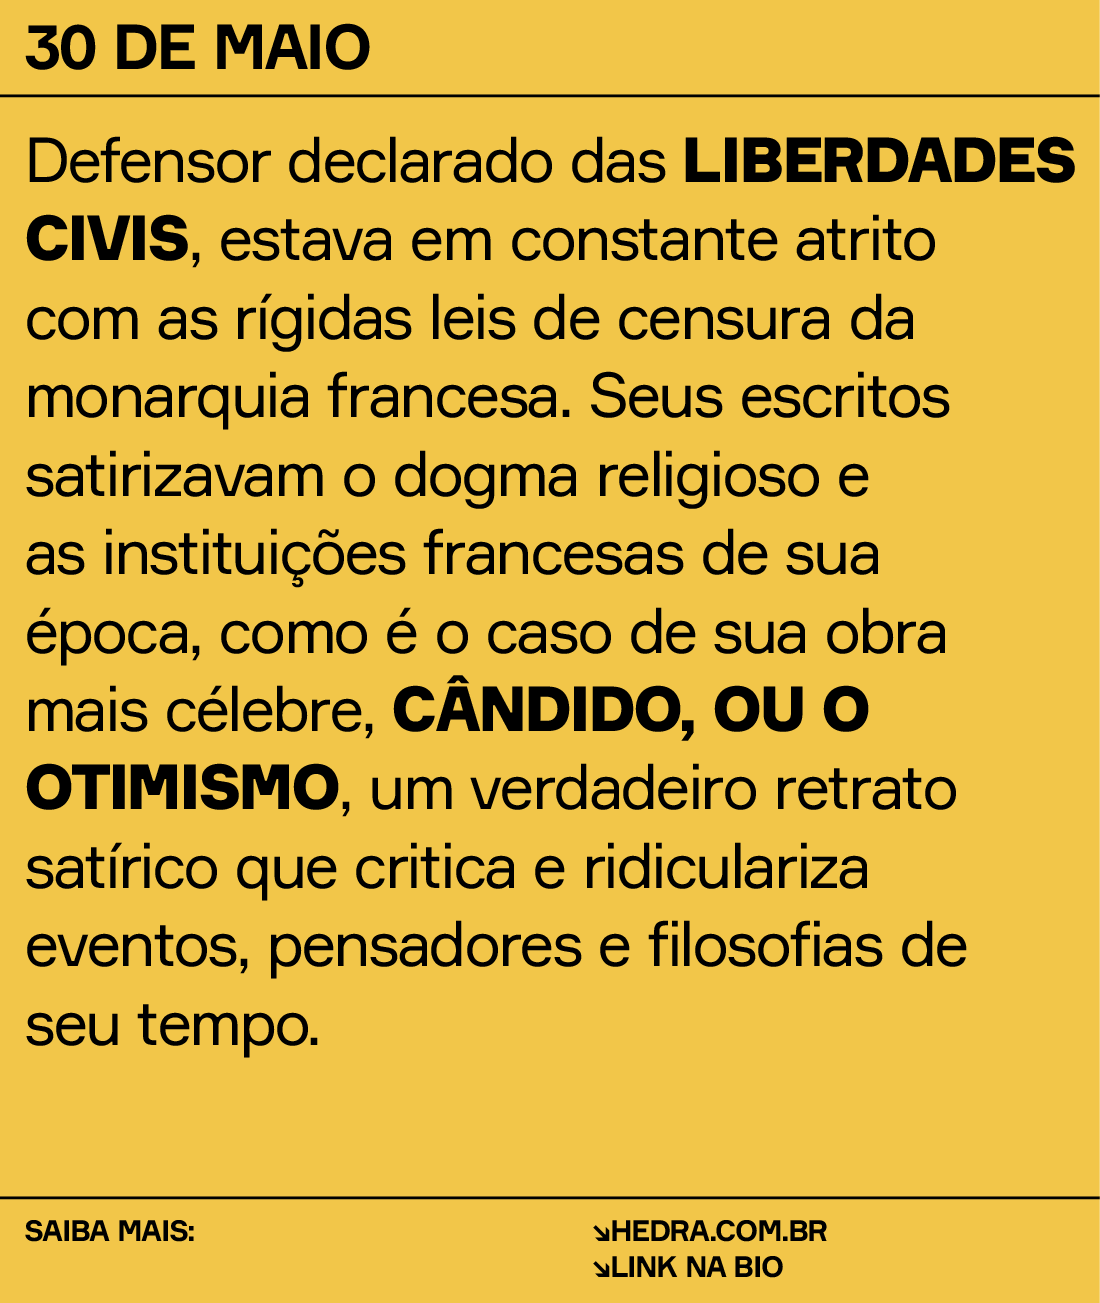 30 DE MAIO
Defensor declarado das LIBERDADES
CIVIS, estava em constante atrito
com as rígidas leis de censura da
monarquia francesa. Seus escritos
satirizavam o dogma religioso e
as instituições francesas de sua
época, como é o caso de sua obra
mais célebre, CÂNDIDO, OU O
OTIMISMO, um verdadeiro retrato
satírico que critica e ridiculariza
eventos, pensadores e filosofias de
seu tempo.
SAIBA MAIS:
↘HEDRA.COM.BR
↘LINK NA BIO